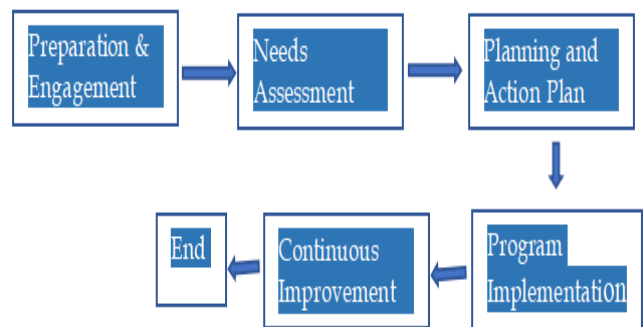 Preparation &
Engagement
Needs
Assessment
Planning and
Action Plan
Program
Implementation
Continuous
Improvement
End